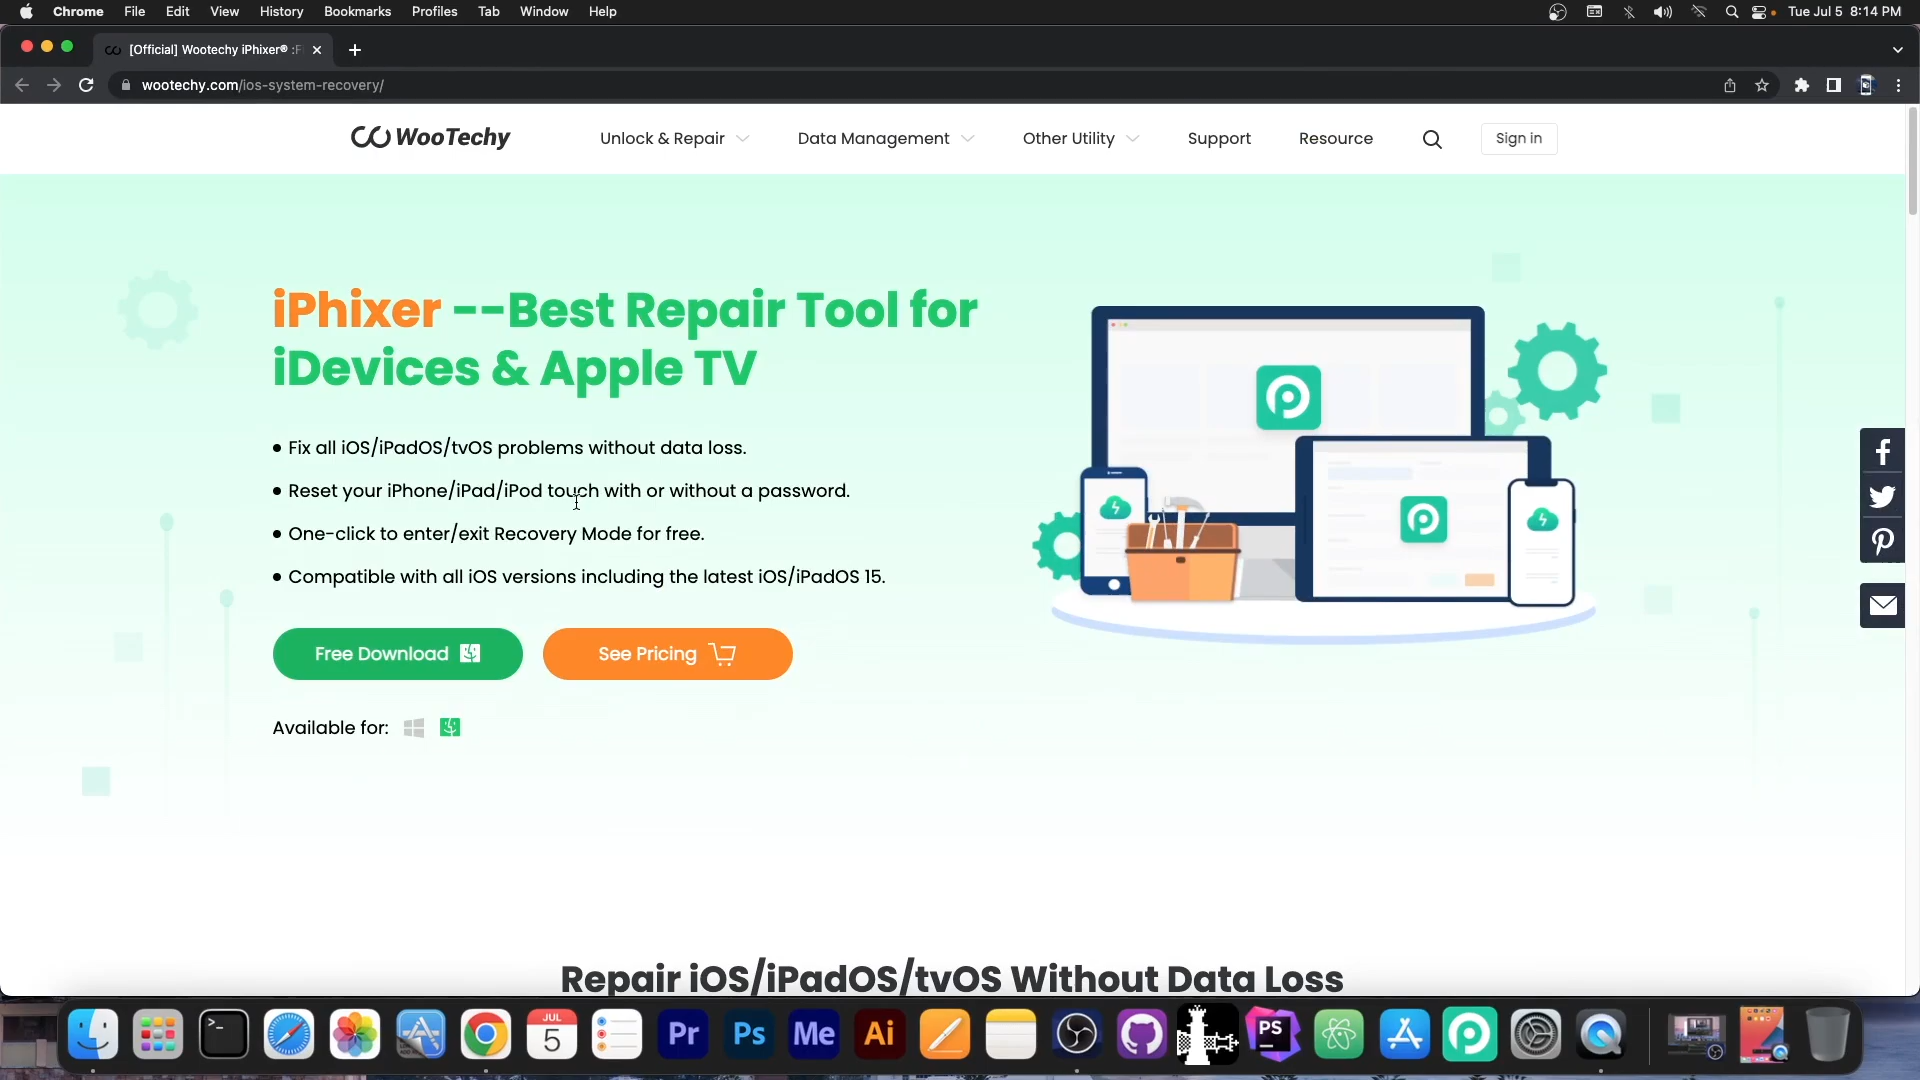 Chrome File Edit View History Bookmarks Profiles Tab Window Help Tue Jul 5 8:14 PM
[Official] Wootechy iPhixer® :F
wootechy.com/ios-system-recovery/
WooTechy Unlock & Repair Data Management Other Utility Support Resource Sign in
iPhixer --Best Repair Tool for
iDevices & Apple TV
• Fix all iOS/iPadOS/tvOS problems without data loss.
• Reset your iPhone/iPad/iPod touch with or without a password.
• One-click to enter/exit Recovery Mode for free.
• Compatible with all iOS versions including the latest iOS/iPadOS 15.
Free Download See Pricing
Available for:
Repair iOS/iPadOS/tvOS Without Data Loss
JUL
5
Pr Ps Me Ai PS